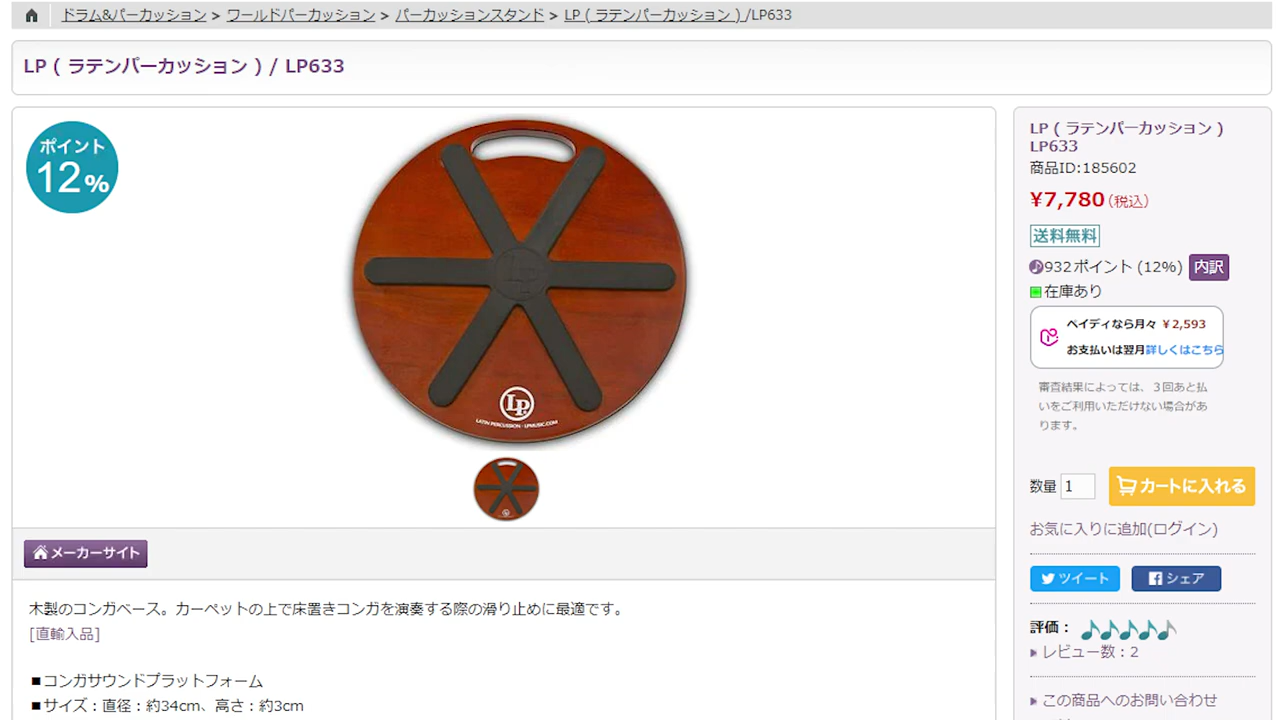 ドラム&パーカッション > ワールドパーカッション > パーカッションスタンド > LP ( ラテンパーカッション ) /LP633
LP ( ラテンパーカッション ) / LP633
ポイント
12%
LP
LP
LATIN PERCUSSION · LPMUSIC.COM
メーカーサイト
木製のコンガベース。カーペットの上で床置きコンガを演奏する際の滑り止めに最適です。
[直輸入品]
■コンガサウンドプラットフォーム
■サイズ:直径:約34cm、高さ:約3cm
LP ( ラテンパーカッション )
LP633
商品ID:185602
¥7,780(税込)
送料無料
932ポイント (12%) 内訳
在庫あり
ペイディなら月々 ¥2,593
お支払いは翌月詳しくはこちら
審査結果によっては、3回あと払
いをご利用いただけない場合があ
ります。
数量 1 カートに入れる
お気に入りに追加(ログイン)
ツイート シェア
評価:
レビュー数:2
この商品へのお問い合わせ